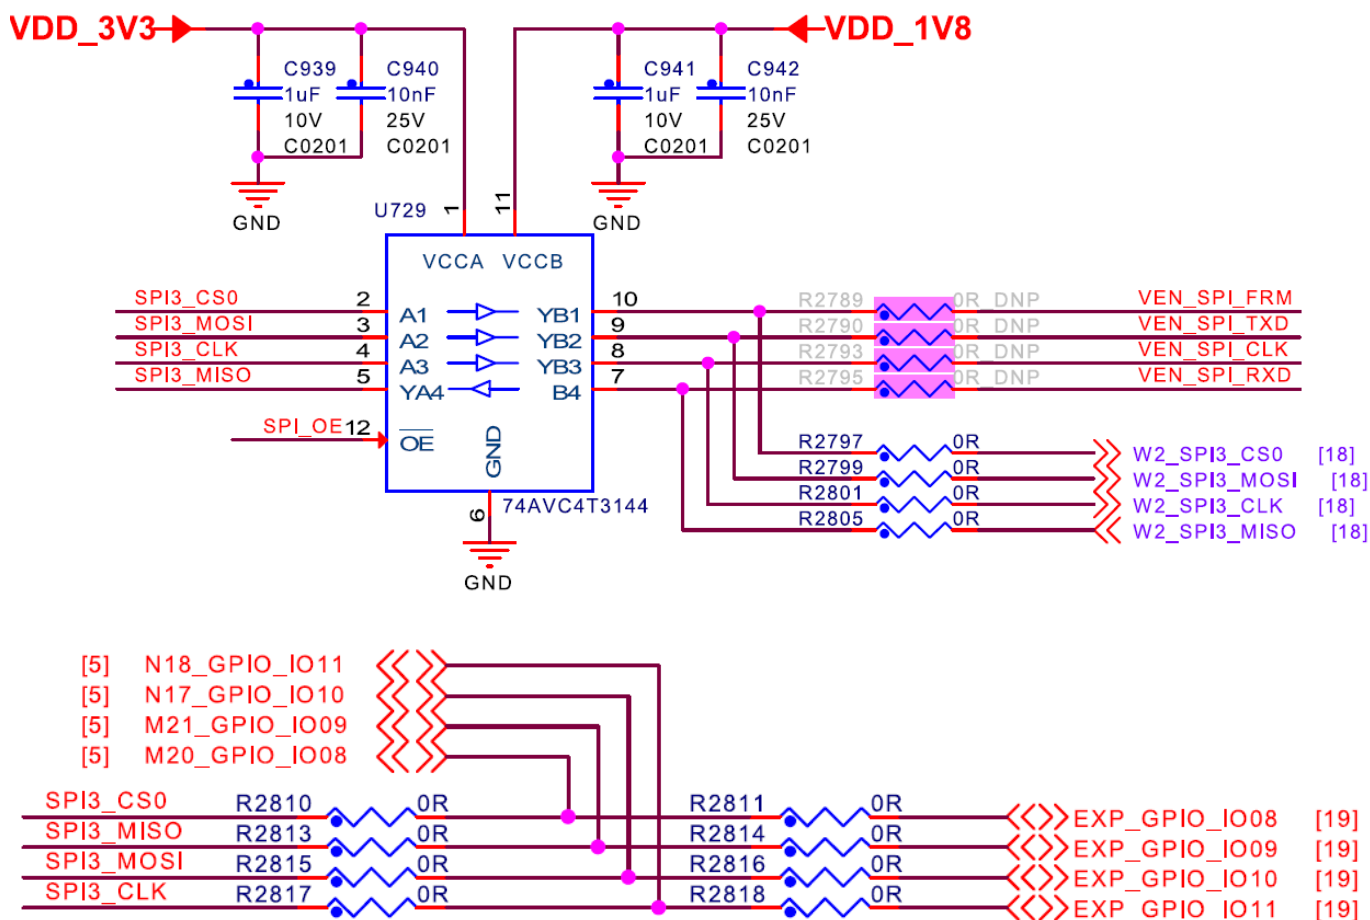 VDD_3V3
VDD_1V8
C939
1uF
10V
C0201
C940
10nF
25V
C0201
C941
1uF
10V
C0201
C942
10nF
25V
C0201
GND
GND
U729
1
11
VCCA VCCB
SPI3_CS0 2 A1 YB1 10 R2789 0R_DNP VEN_SPI_FRM
SPI3_MOSI 3 A2 YB2 9 R2790 0R_DNP VEN_SPI_TXD
SPI3_CLK 4 A3 YB3 8 R2793 0R_DNP VEN_SPI_CLK
SPI3_MISO 5 YA4 B4 7 R2795 0R_DNP VEN_SPI_RXD
SPI_OE 12 OE
GND
6
74AVC4T3144
GND
R2797 0R W2_SPI3_CS0 [18]
R2799 0R W2_SPI3_MOSI [18]
R2801 0R W2_SPI3_CLK [18]
R2805 0R W2_SPI3_MISO [18]
[5] N18_GPIO_IO11
[5] N17_GPIO_IO10
[5] M21_GPIO_IO09
[5] M20_GPIO_IO08
SPI3_CS0 R2810 0R R2811 0R EXP_GPIO_IO08 [19]
SPI3_MISO R2813 0R R2814 0R EXP_GPIO_IO09 [19]
SPI3_MOSI R2815 0R R2816 0R EXP_GPIO_IO10 [19]
SPI3_CLK R2817 0R R2818 0R EXP_GPIO_IO11 [19]